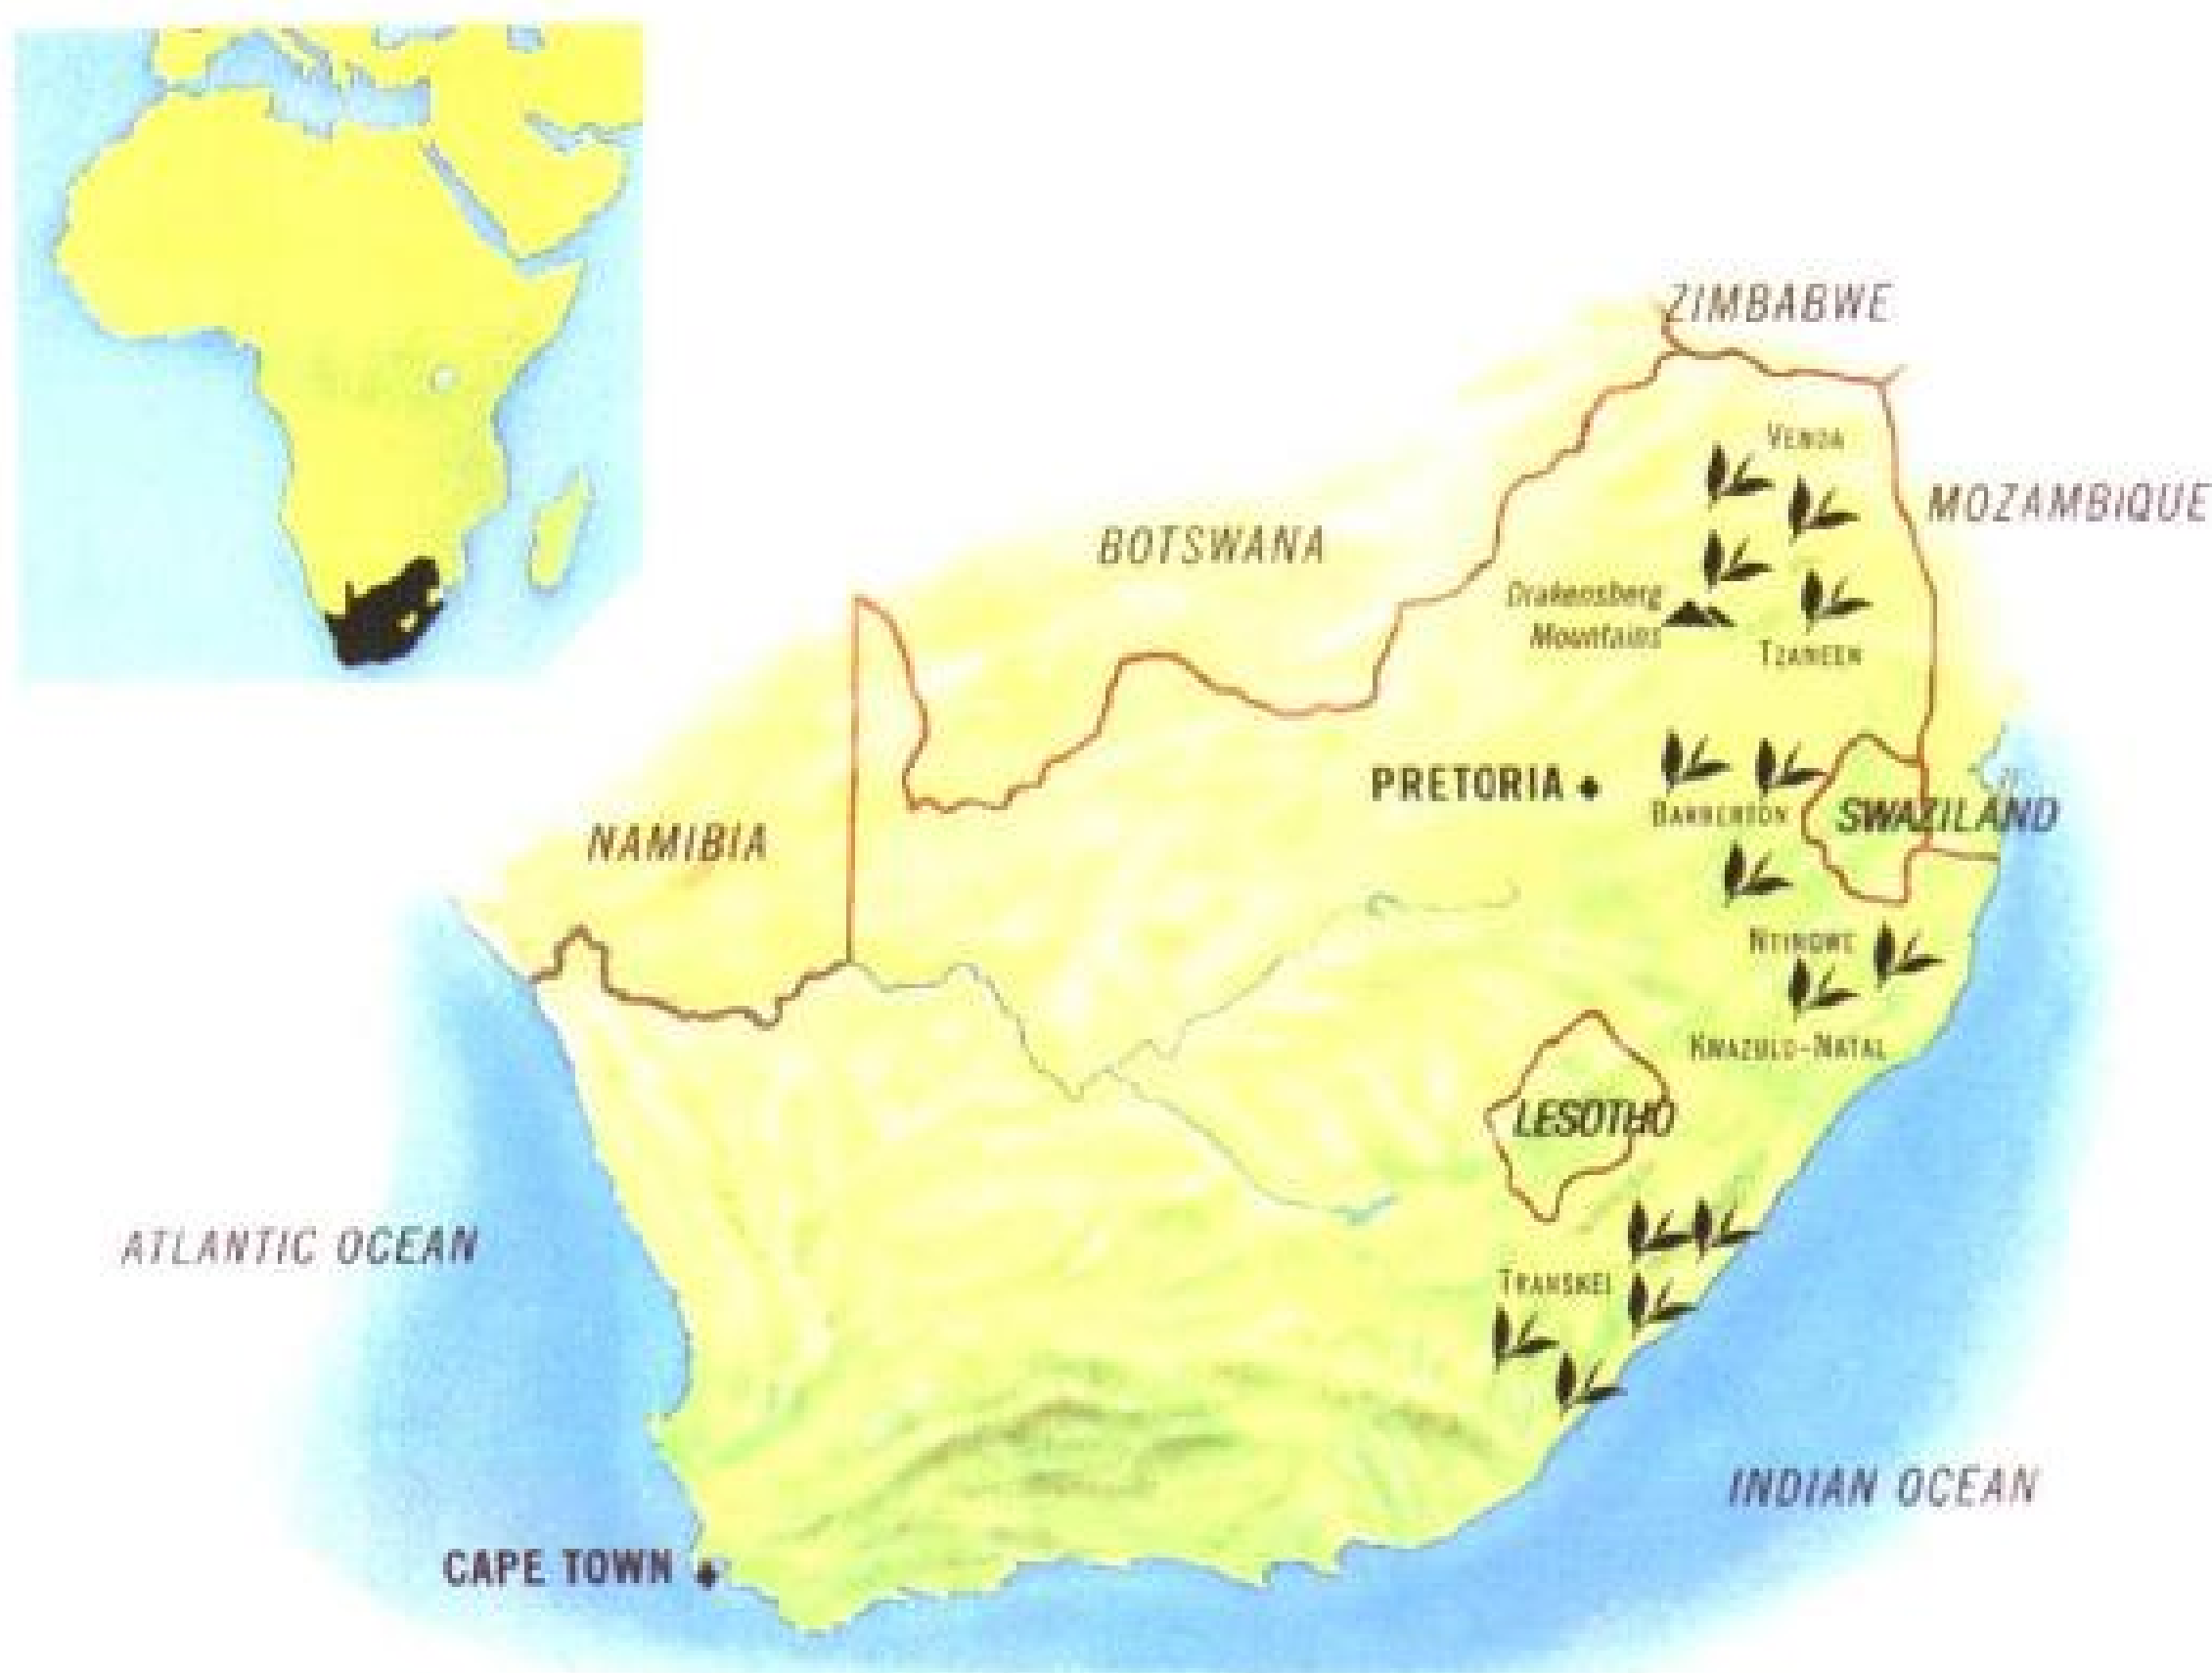 ZIMBABWE
VENDA
MOZAMBIQUE
BOTSWANA
Drakensberg
Mountains
TZANEEN
PRETORIA
BARBERTON
SWAZILAND
NAMIBIA
NTINGWE
KWAZULU-NATAL
LESOTHO
ATLANTIC OCEAN
TRANSKEI
INDIAN OCEAN
CAPE TOWN